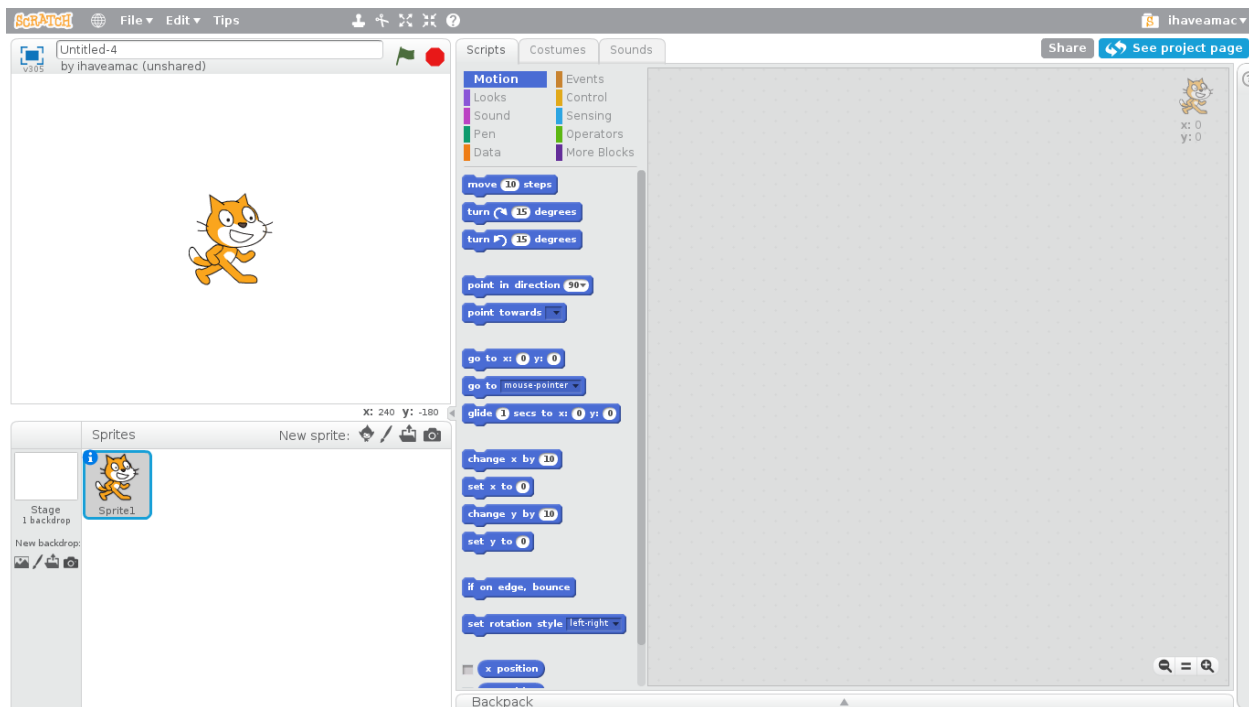 SCRATCH File Edit Tips ihaveamac
Untitled-4
v305 by ihaveamac (unshared)
Scripts Costumes Sounds Share See project page
Motion Events
Looks Control
Sound Sensing
Pen Operators
Data More Blocks
x: 0
y: 0
move 10 steps
turn 15 degrees
turn 15 degrees
point in direction 90
point towards
go to x: 0 y: 0
go to mouse-pointer
glide 1 secs to x: 0 y: 0
change x by 10
set x to 0
change y by 10
set y to 0
if on edge, bounce
set rotation style left-right
x position
X: 240 y: -180
Sprites New sprite:
Stage
1 backdrop
New backdrop:
Sprite1
Backpack